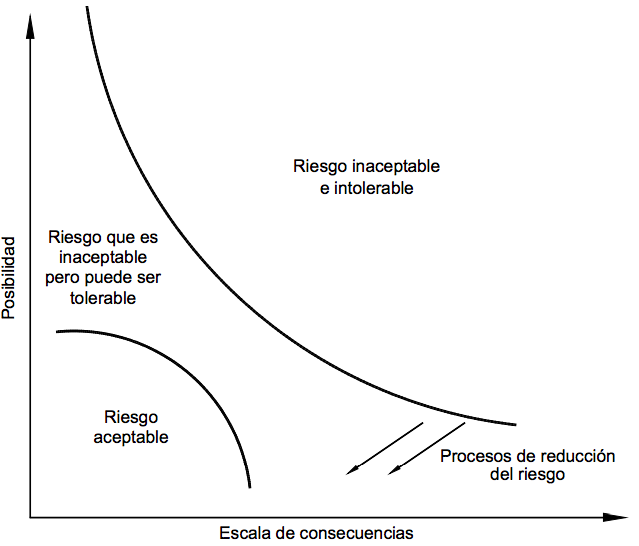 Riesgo inaceptable
e intolerable
Posibilidad
Riesgo que es
inaceptable
pero puede ser
tolerable
Riesgo
aceptable
Procesos de reducción
del riesgo
Escala de consecuencias